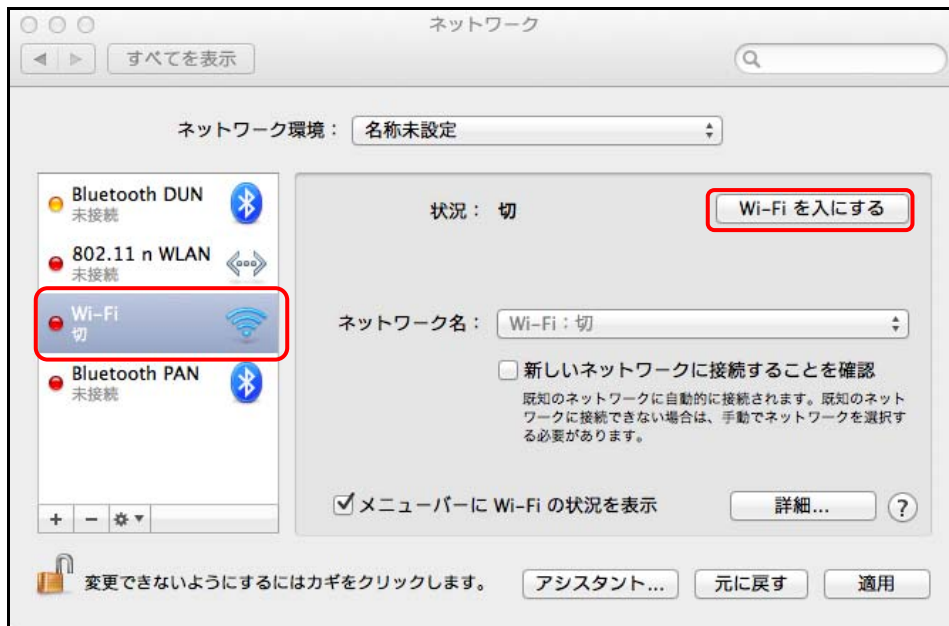 ネットワーク
すべてを表示
ネットワーク環境： 名称未設定
Bluetooth DUN
未接続
802.11 n WLAN
未接続
Wi-Fi
切
Bluetooth PAN
未接続
状況： 切
Wi-Fi を入にする
ネットワーク名： Wi-Fi：切
新しいネットワークに接続することを確認
既知のネットワークに自動的に接続されます。既知のネット
ワークに接続できない場合は、手動でネットワークを選択す
る必要があります。
メニューバーに Wi-Fi の状況を表示
詳細...
?
変更できないようにするにはカギをクリックします。
アシスタント...
元に戻す
適用